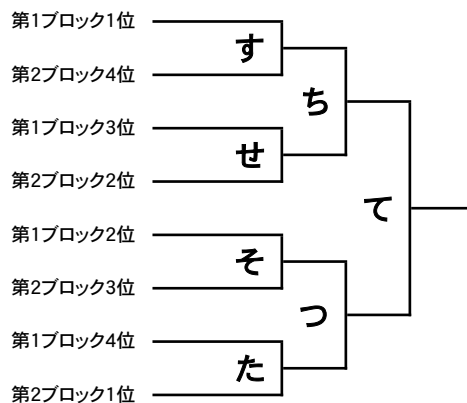 第1ブロック1位
す
第2ブロック4位
ち
第1ブロック3位
せ
第2ブロック2位
て
第1ブロック2位
そ
第2ブロック3位
つ
第1ブロック4位
た
第2ブロック1位